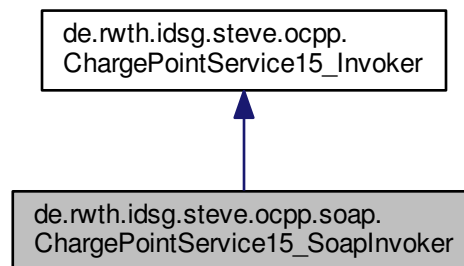 de.rwth.idsg.steve.ocpp.
ChargePointService15_Invoker
de.rwth.idsg.steve.ocpp.soap.
ChargePointService15_SoapInvoker